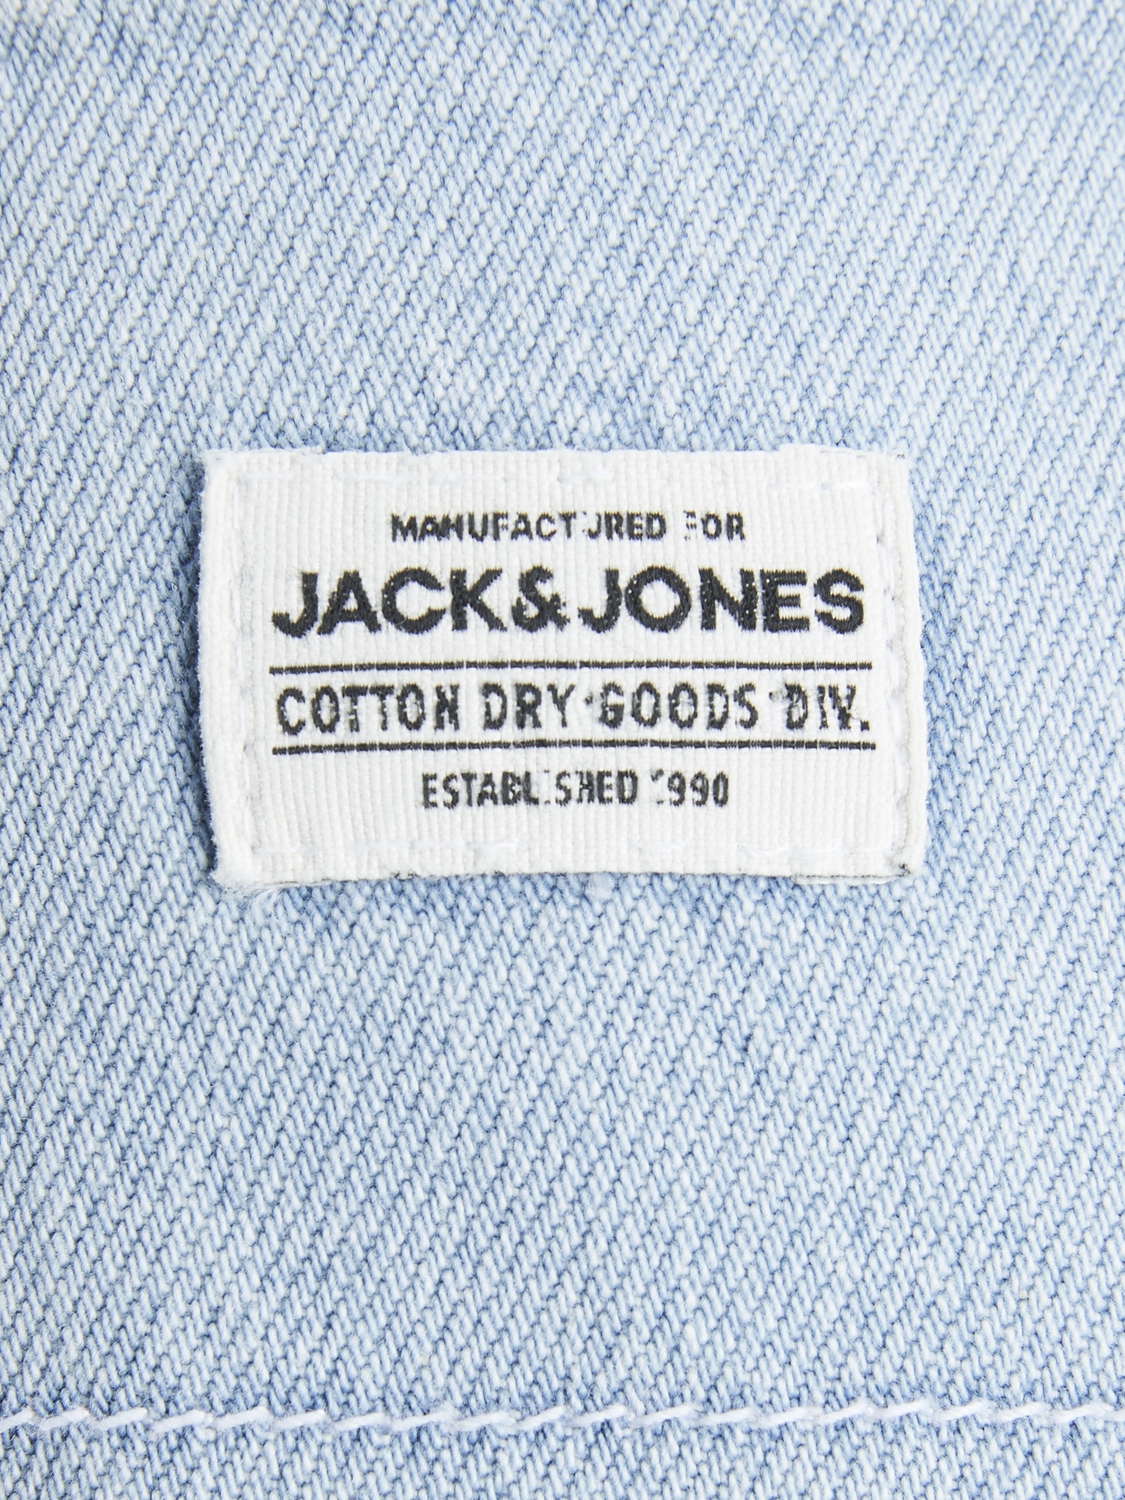 MANUFACTURED FOR
JACK&JONES
COTTON DRY GOODS DIV.
ESTABLISHED 1990